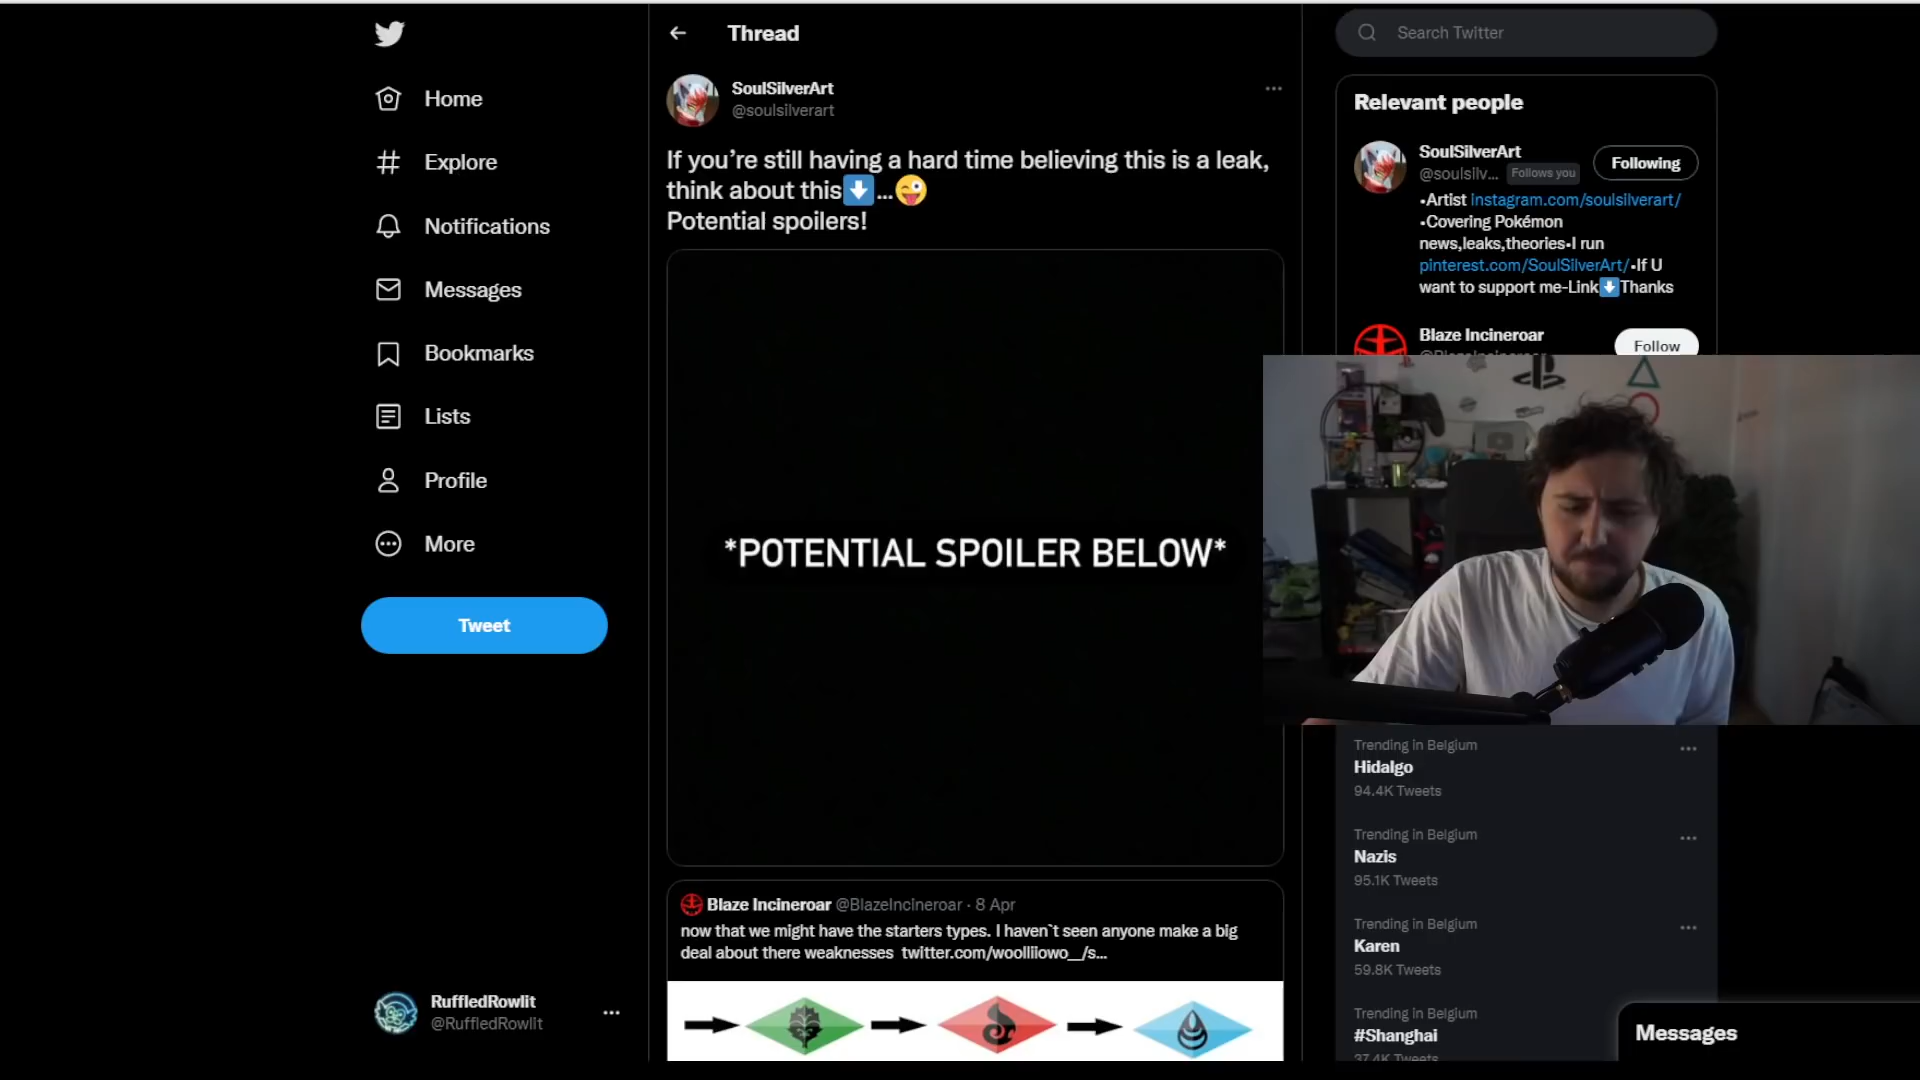 Thread
Search Twitter
Home
Explore
Notifications
Messages
Bookmarks
Lists
Profile
More
Tweet
RuffledRowlit
@RuffledRowlit
SoulSilverArt
@soulsilverart
If you’re still having a hard time believing this is a leak,
think about this⬇️...😜
Potential spoilers!
*POTENTIAL SPOILER BELOW*
Blaze Incineroar @BlazeIncineroar · 8 Apr
now that we might have the starters types. I haven`t seen anyone make a big
deal about there weaknesses twitter.com/woolliiowo__/s...
Relevant people
SoulSilverArt
@soulsilv... Follows you
Following
•Artist instagram.com/soulsilverart/
•Covering Pokémon
news,leaks,theories•I run
pinterest.com/SoulSilverArt/•If U
want to support me-Link⬇️Thanks
Blaze Incineroar
Follow
Trending in Belgium
Hidalgo
94.4K Tweets
Trending in Belgium
Nazis
95.1K Tweets
Trending in Belgium
Karen
59.8K Tweets
Trending in Belgium
#Shanghai
37.4K Tweets
Messages